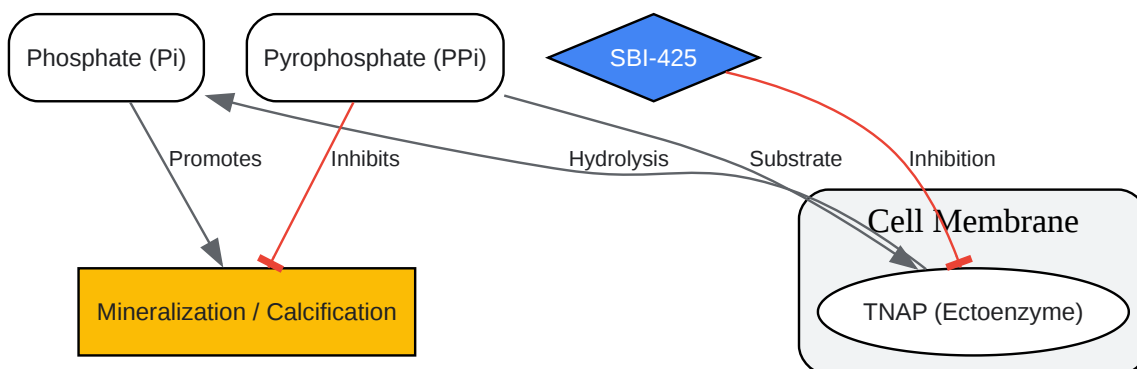 Phosphate (Pi)
Pyrophosphate (PPi)
SBI-425
Promotes
Inhibits
Hydrolysis
Substrate
Inhibition
Cell Membrane
Mineralization / Calcification
TNAP (Ectoenzyme)